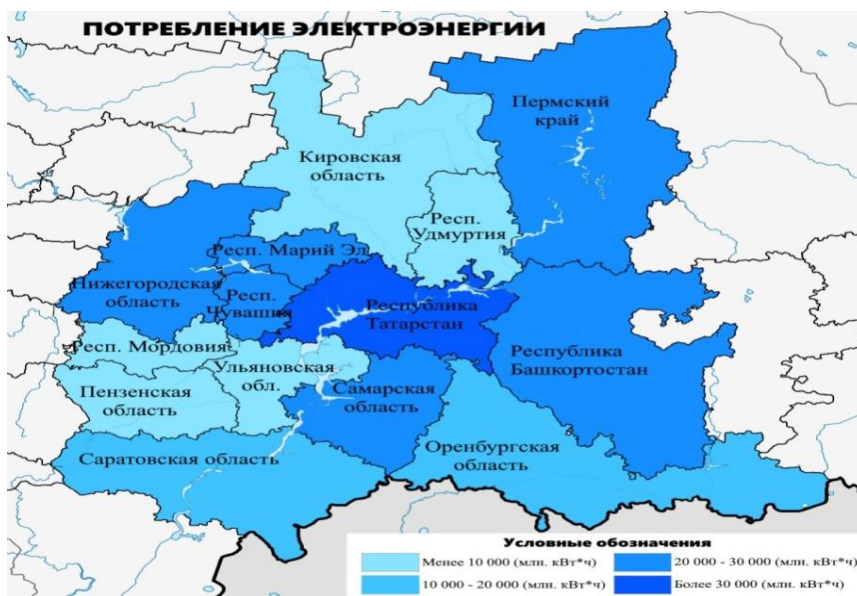 ПОТРЕБЛЕНИЕ ЭЛЕКТРОЭНЕРГИИ
Пермский
край
Кировская
область
Респ.
Удмуртия
Респ. Марий Эл
Нижегородская
область
Респ.
Чувашия
Республика
Татарстан
Респ. Мордовия
Ульяновская
обл.
Республика
Башкортостан
Пензенская
область
Самарская
область
Саратовская область
Оренбургская
область
Условные обозначения
Менее 10 000 (млн. кВт*ч)
20 000 - 30 000 (млн. кВт*ч)
10 000 - 20 000 (млн. кВт*ч)
Более 30 000 (млн. кВт*ч)